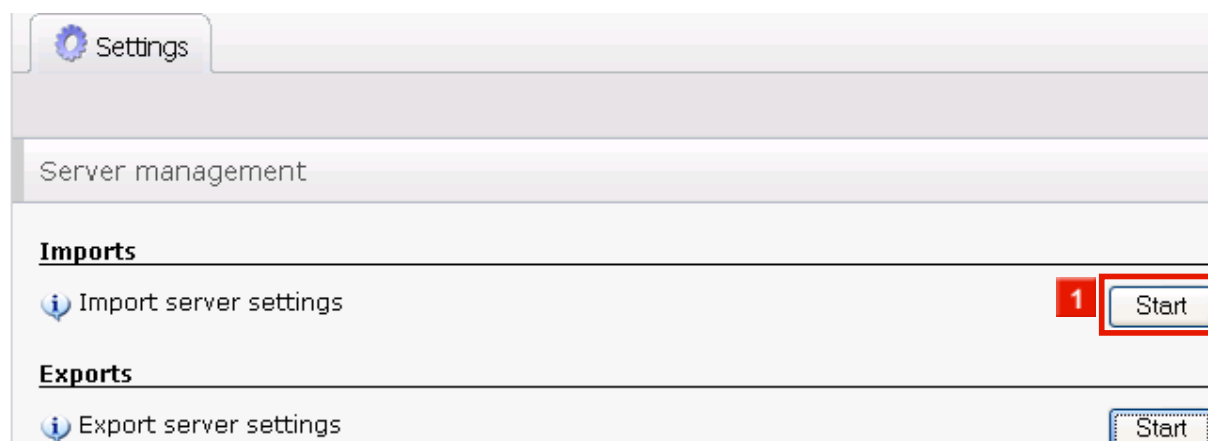 Settings
Server management
Imports
Import server settings 1 Start
Exports
Export server settings Start